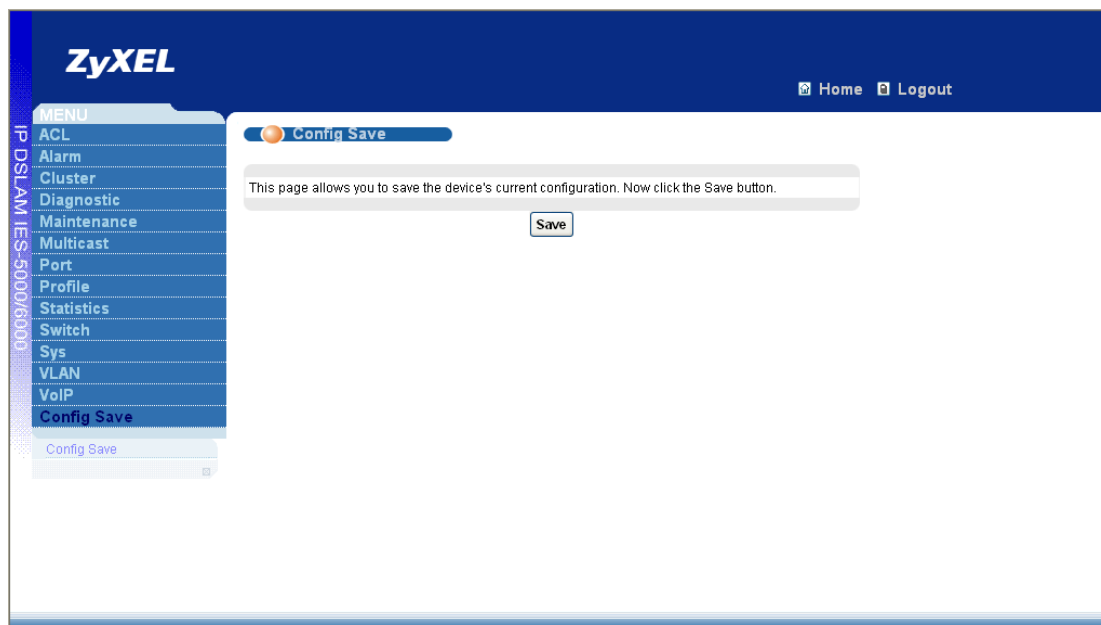 ZyXEL
Home Logout
IP DSLAM IES-5000/6000
MENU
ACL
Alarm
Cluster
Diagnostic
Maintenance
Multicast
Port
Profile
Statistics
Switch
Sys
VLAN
VoIP
Config Save
Config Save
Config Save
This page allows you to save the device's current configuration. Now click the Save button.
Save